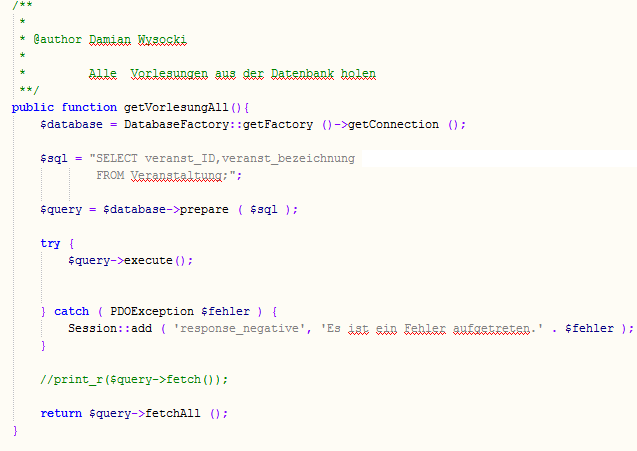 /**
 *
 * @author Damian Wysocki
 *
 *         Alle  Vorlesungen aus der Datenbank holen
 **/
public function getVorlesungAll(){
    $database = DatabaseFactory::getFactory ()->getConnection ();
    $sql = "SELECT veranst_ID,veranst_bezeichnung
            FROM Veranstaltung;";
    $query = $database->prepare ( $sql );
    try {
        $query->execute();
    } catch ( PDOException $fehler ) {
        Session::add ( 'response_negative', 'Es ist ein Fehler aufgetreten.' . $fehler );
    }
    //print_r($query->fetch());
    return $query->fetchAll ();
}